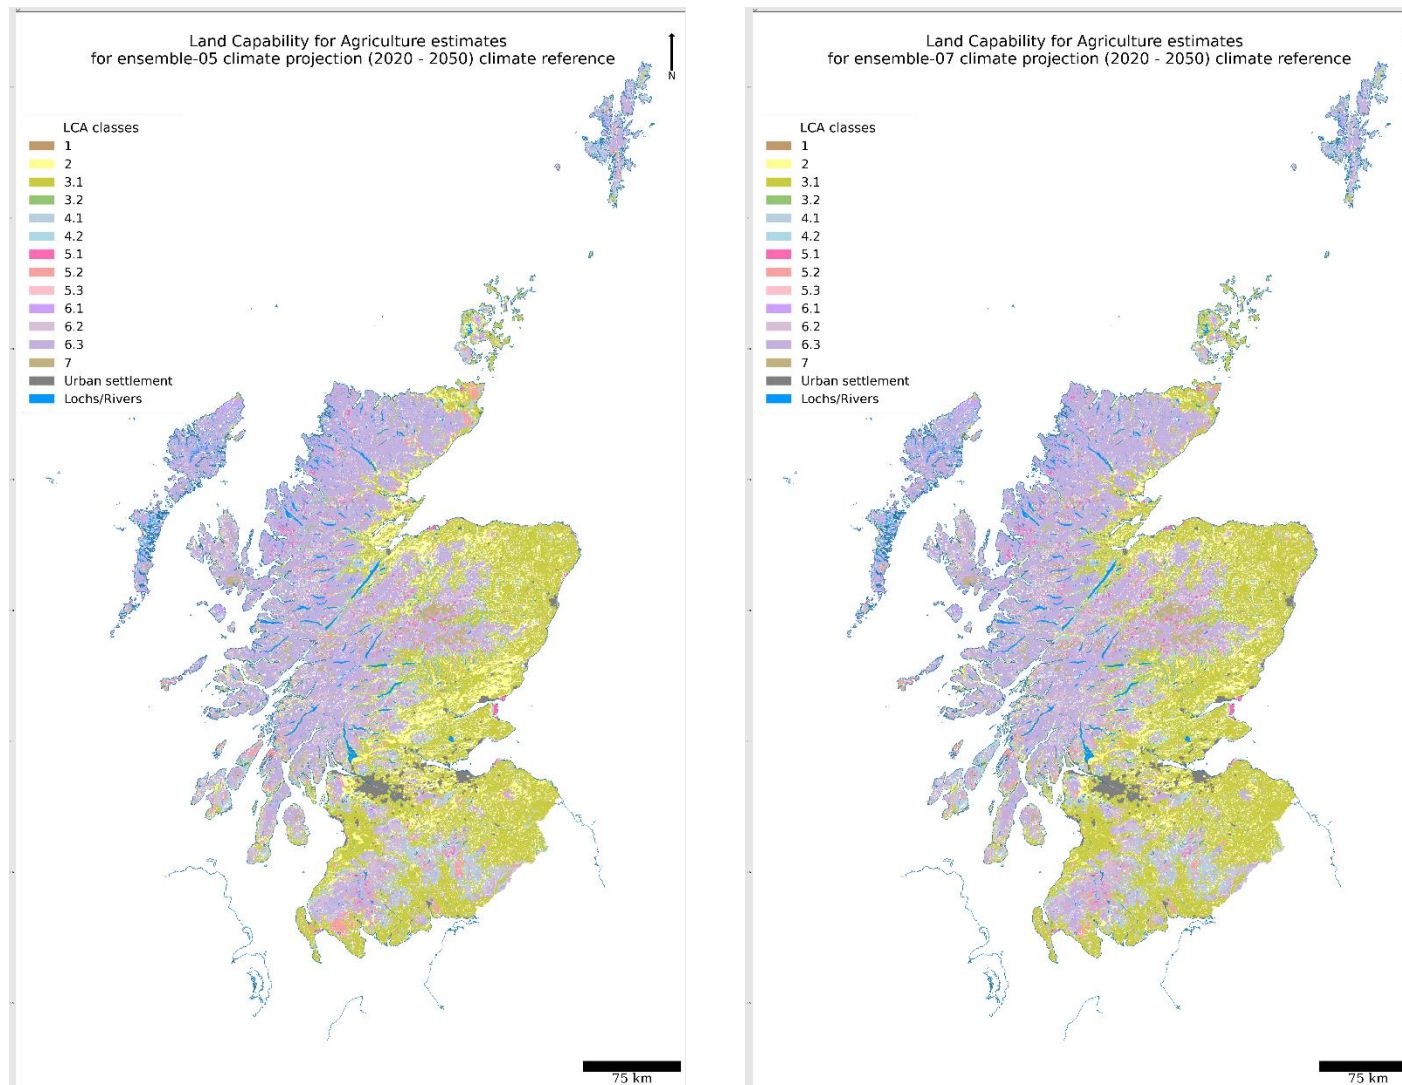 Land Capability for Agriculture estimates
for ensemble-05 climate projection (2020 - 2050) climate reference
N
LCA classes
1
2
3.1
3.2
4.1
4.2
5.1
5.2
5.3
6.1
6.2
6.3
7
Urban settlement
Lochs/Rivers
75 km
Land Capability for Agriculture estimates
for ensemble-07 climate projection (2020 - 2050) climate reference
LCA classes
1
2
3.1
3.2
4.1
4.2
5.1
5.2
5.3
6.1
6.2
6.3
7
Urban settlement
Lochs/Rivers
75 km